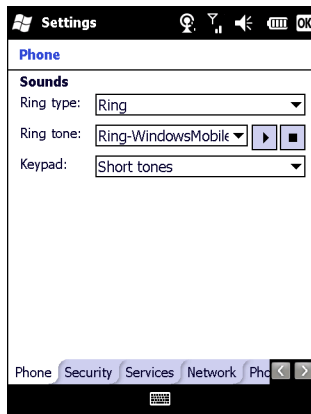 Settings OK
Phone
Sounds
Ring type: Ring
Ring tone: Ring-WindowsMobile
Keypad: Short tones
Phone Security Services Network Pho